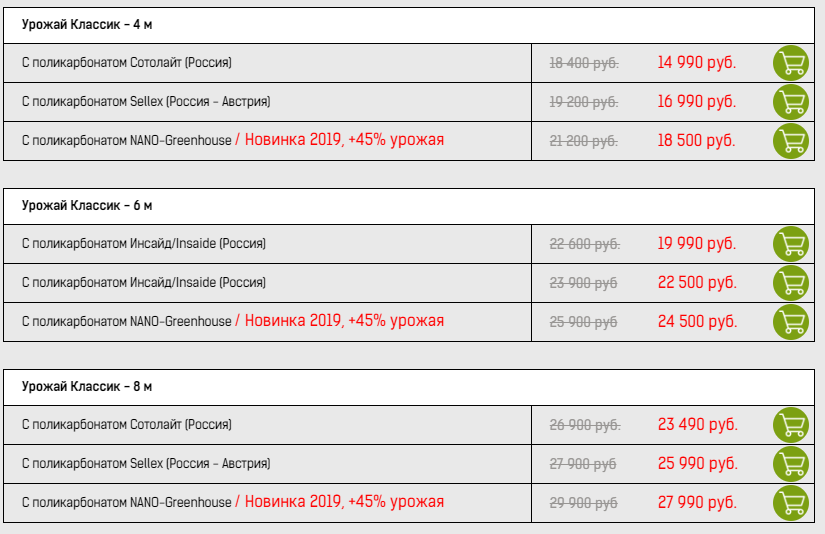 Урожай Классик – 4 м
С поликарбонатом Сотолайт (Россия) 18 400 руб. 14 990 руб.
С поликарбонатом Sellex (Россия – Австрия) 19 200 руб. 16 990 руб.
С поликарбонатом NANO-Greenhouse / Новинка 2019, +45% урожая 21 200 руб. 18 500 руб.
Урожай Классик – 6 м
С поликарбонатом Инсайд/Insaide (Россия) 22 600 руб. 19 990 руб.
С поликарбонатом Инсайд/Insaide (Россия) 23 900 руб 22 500 руб.
С поликарбонатом NANO-Greenhouse / Новинка 2019, +45% урожая 25 900 руб 24 500 руб.
Урожай Классик – 8 м
С поликарбонатом Сотолайт (Россия) 26 900 руб. 23 490 руб.
С поликарбонатом Sellex (Россия – Австрия) 27 900 руб 25 990 руб.
С поликарбонатом NANO-Greenhouse / Новинка 2019, +45% урожая 29 900 руб 27 990 руб.